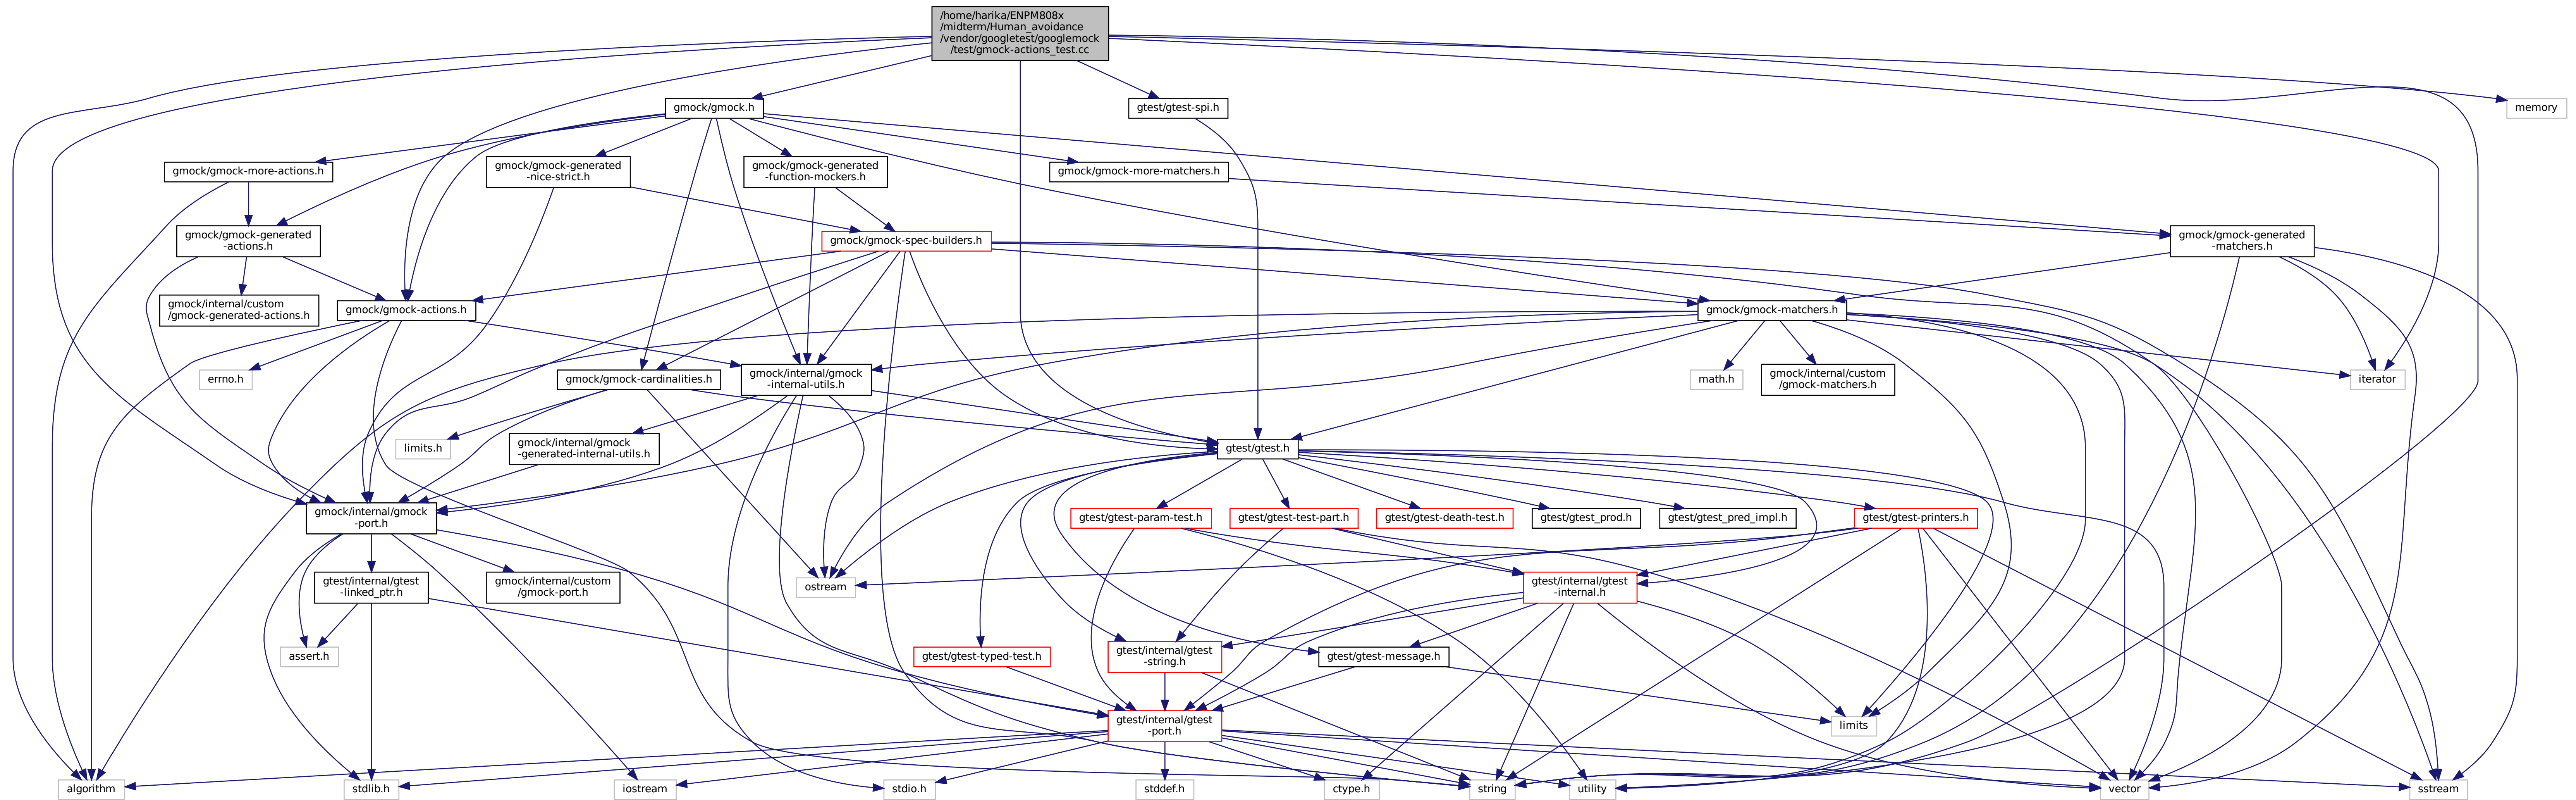 /home/harika/ENPM808x
/midterm/Human_avoidance
/vendor/googletest/googlemock
/test/gmock-actions_test.cc
gmock/gmock.h
gtest/gtest-spi.h
memory
gmock/gmock-more-actions.h
gmock/gmock-generated
-nice-strict.h
gmock/gmock-generated
-function-mockers.h
gmock/gmock-more-matchers.h
gmock/gmock-generated
-actions.h
gmock/gmock-spec-builders.h
gmock/gmock-generated
-matchers.h
gmock/internal/custom
/gmock-generated-actions.h
gmock/gmock-actions.h
gmock/gmock-matchers.h
errno.h
gmock/gmock-cardinalities.h
gmock/internal/gmock
-internal-utils.h
math.h
gmock/internal/custom
/gmock-matchers.h
iterator
limits.h
gmock/internal/gmock
-generated-internal-utils.h
gtest/gtest.h
gmock/internal/gmock
-port.h
gtest/gtest-param-test.h
gtest/gtest-test-part.h
gtest/gtest-death-test.h
gtest/gtest_prod.h
gtest/gtest_pred_impl.h
gtest/gtest-printers.h
gtest/internal/gtest
-linked_ptr.h
gmock/internal/custom
/gmock-port.h
ostream
gtest/internal/gtest
-internal.h
assert.h
gtest/gtest-typed-test.h
gtest/internal/gtest
-string.h
gtest/gtest-message.h
gtest/internal/gtest
-port.h
limits
algorithm
stdlib.h
iostream
stdio.h
stddef.h
ctype.h
string
utility
vector
sstream